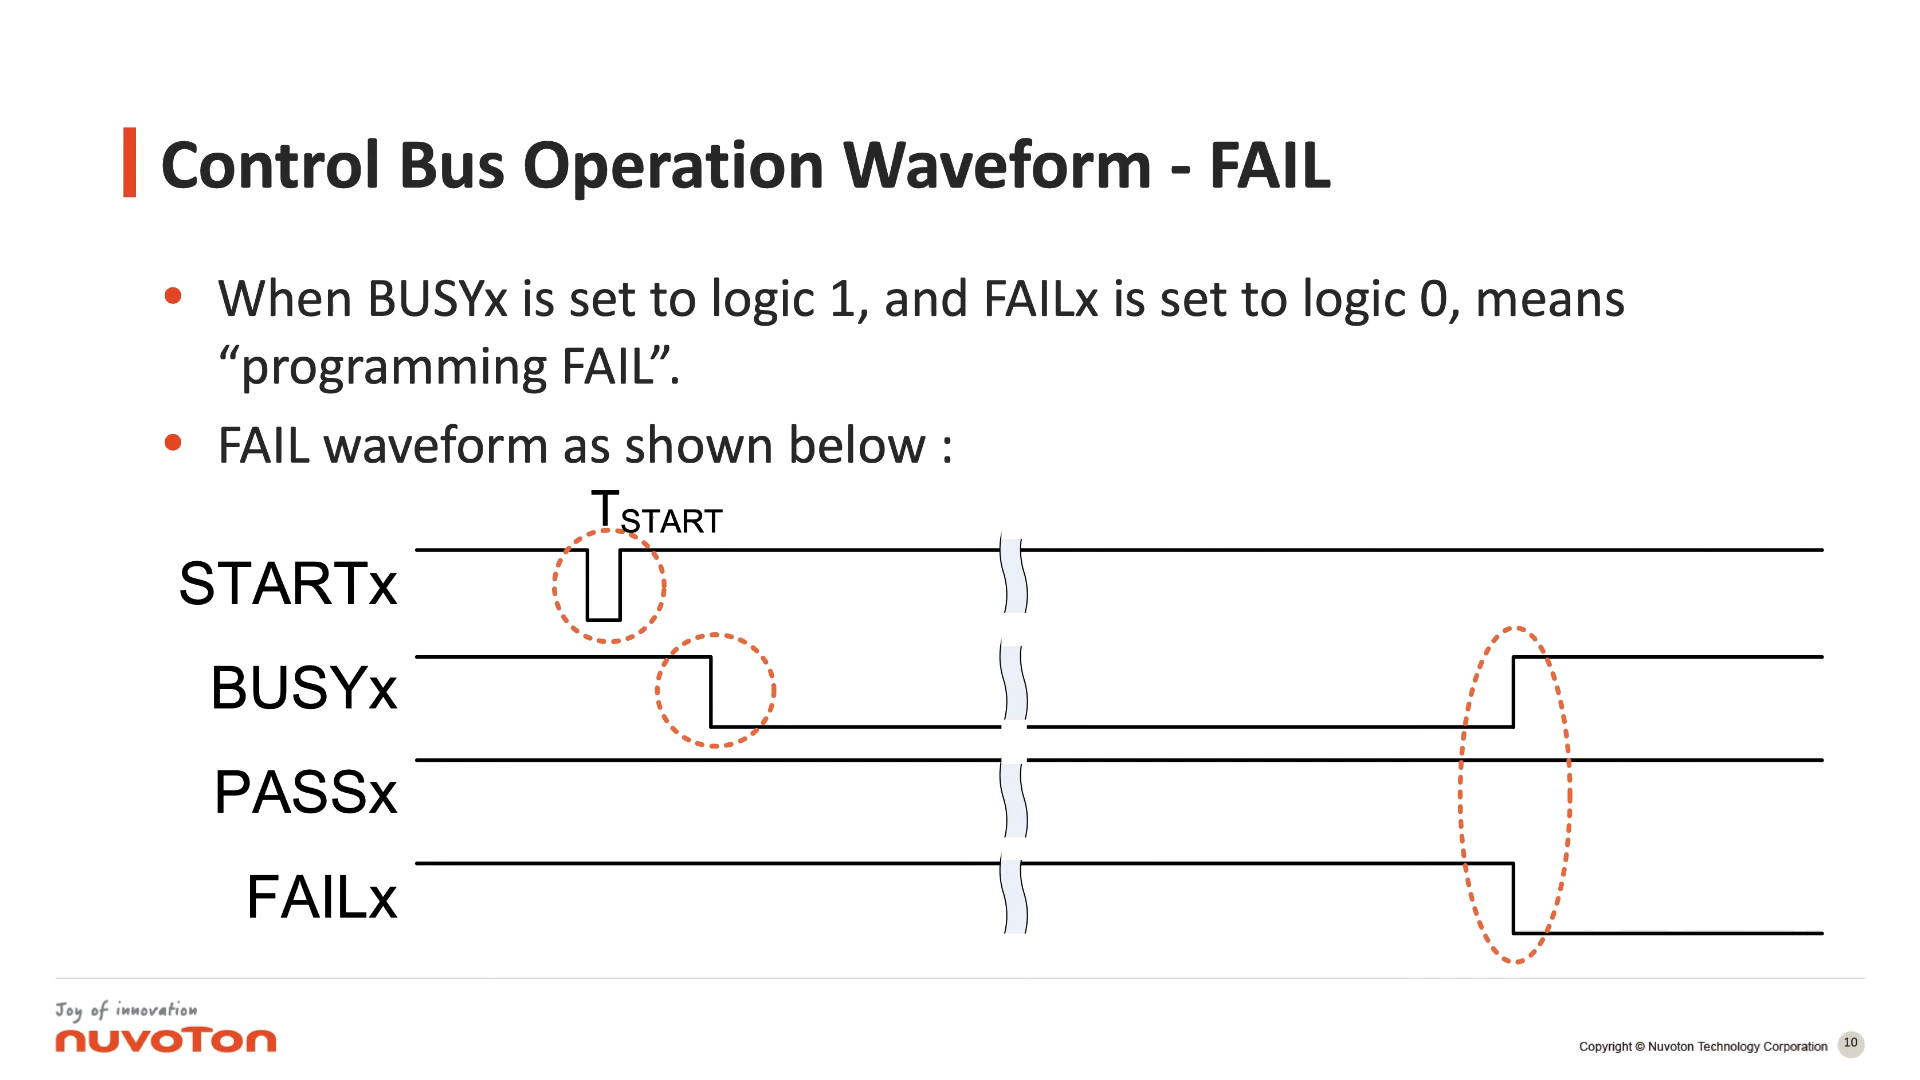 Control Bus Operation Waveform - FAIL
• When BUSYx is set to logic 1, and FAILx is set to logic 0, means
“programming FAIL”.
• FAIL waveform as shown below :
TSTART
STARTx
BUSYx
PASSx
FAILx
Joy of innovation
nuvoTon
Copyright © Nuvoton Technology Corporation 10